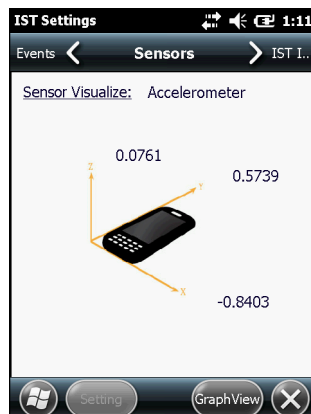 IST Settings 1:11
Events Sensors IST I..
Sensor Visualize: Accelerometer
0.0761
Z
Y
0.5739
X
-0.8403
Setting GraphView